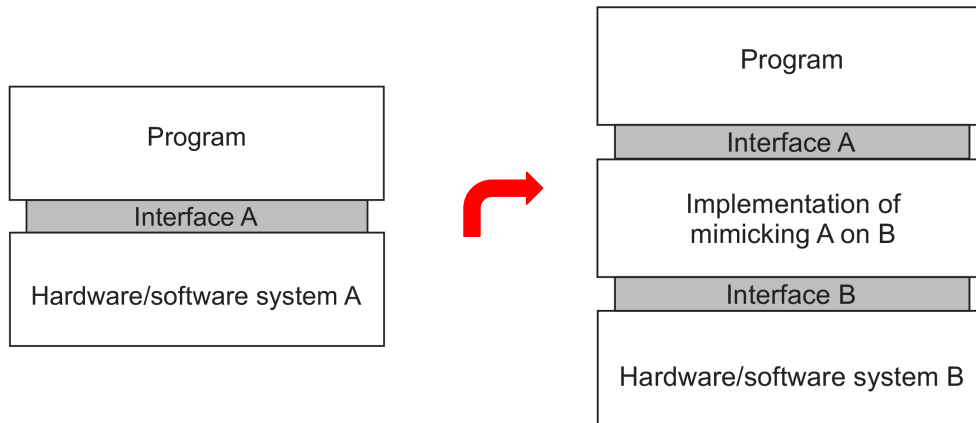 Program
Interface A
Hardware/software system A
Program
Interface A
Implementation of
mimicking A on B
Interface B
Hardware/software system B